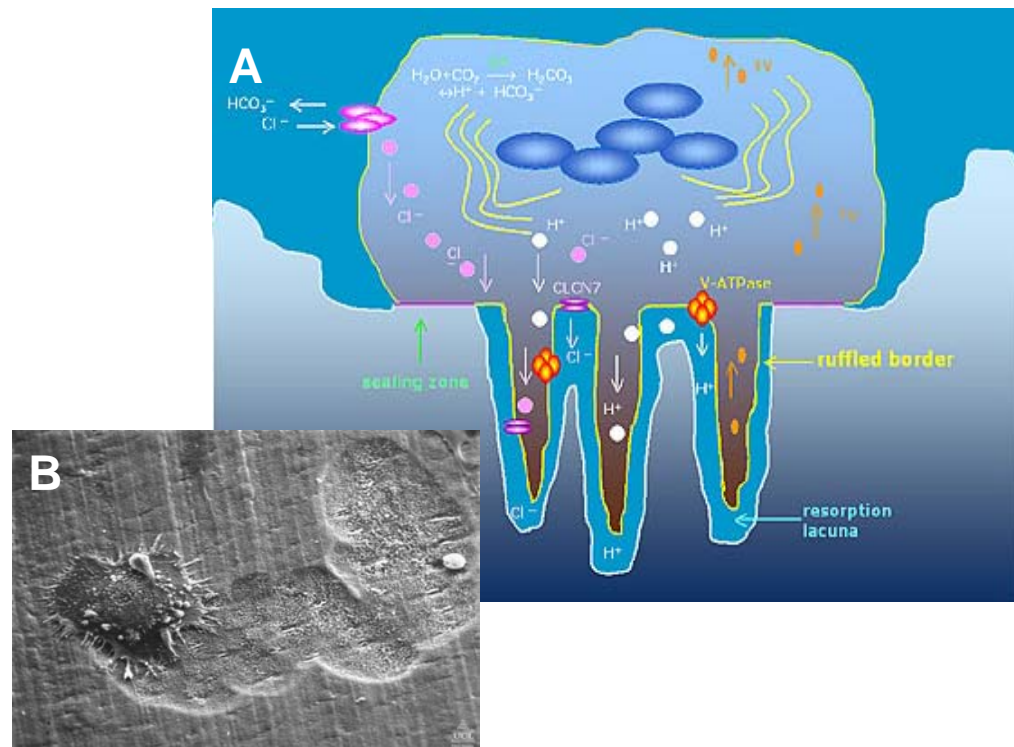 A
H₂O+CO₂ → H₂CO₃
↔H⁺ + HCO₃⁻
HCO₃⁻
Cl⁻
TV
Cl⁻
H⁺
Cl⁻
H⁺
H⁺
H⁺
Cl⁻
CLCN7
V-ATPase
Cl⁻
ruffled border
sealing zone
H⁺
H⁺
Cl⁻
resorption
lacuna
H⁺
B
UCL